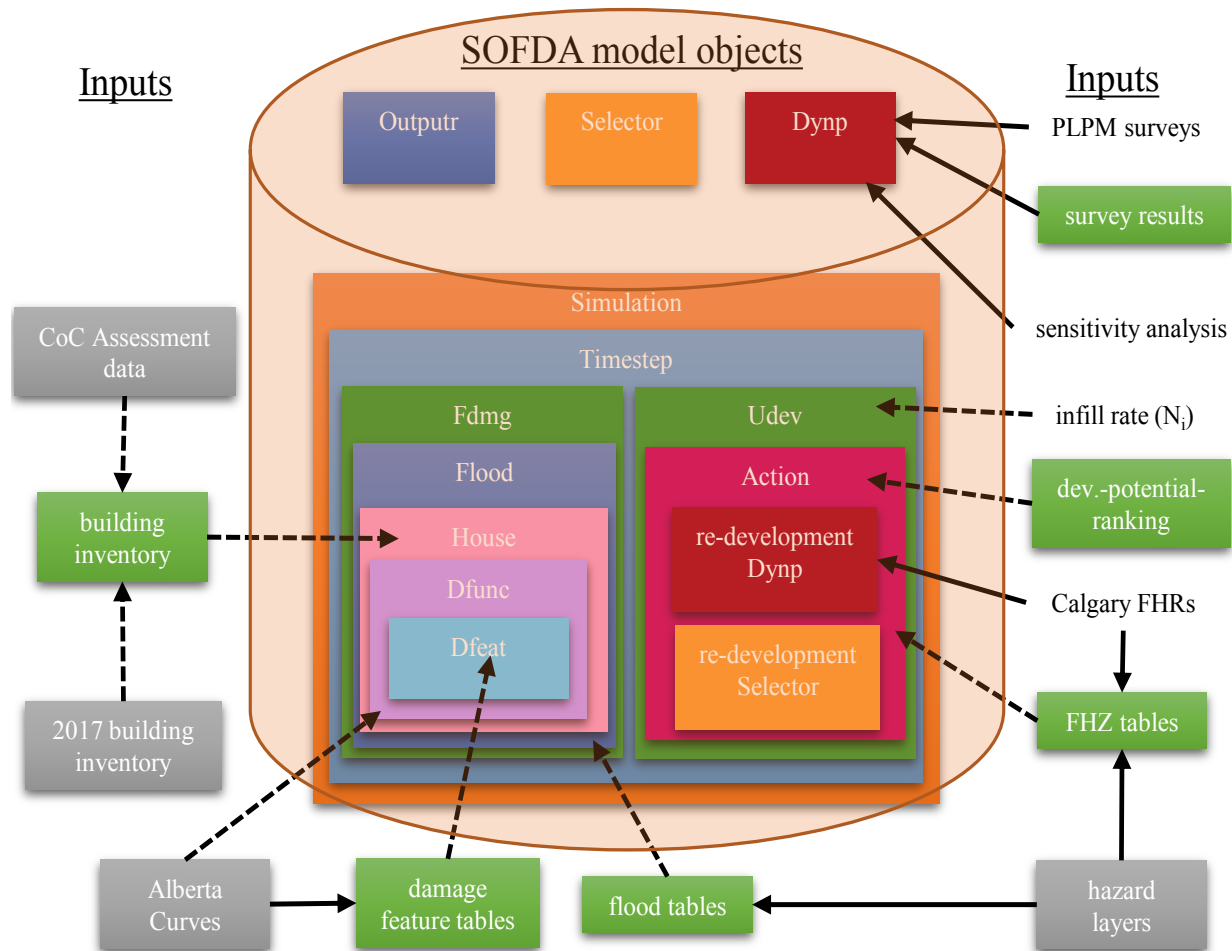 SOFDA model objects
Inputs
Inputs
Outputr
Selector
Dynp
PLPM surveys
survey results
sensitivity analysis
Simulation
Timestep
CoC Assessment
data
Fdmg
Udev
infill rate (Nᵢ)
Flood
Action
dev.-potential-
ranking
building
inventory
House
re-development
Dynp
Dfunc
Calgary FHRs
Dfeat
re-development
Selector
2017 building
inventory
FHZ tables
Alberta
Curves
damage
feature tables
flood tables
hazard
layers